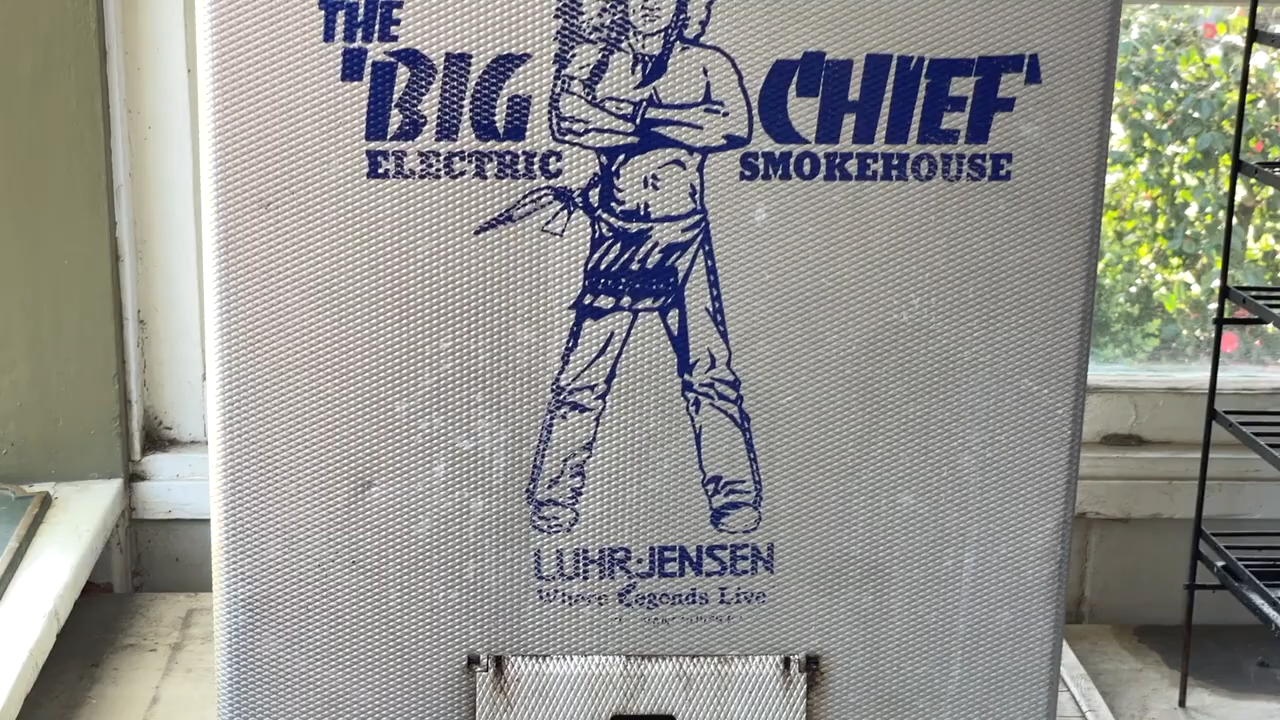 THE
'BIG CHIEF'
ELECTRIC SMOKEHOUSE
LUHR-JENSEN
Where Legends Live